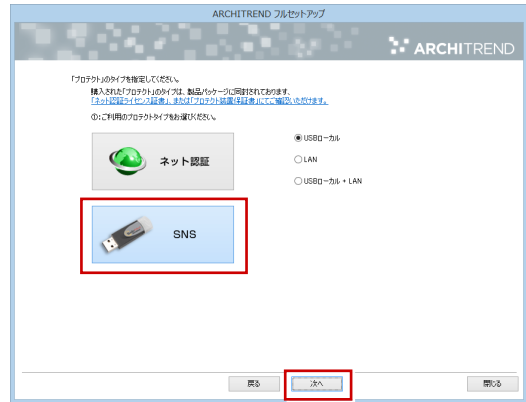 ARCHITREND フルセットアップ
ARCHITREND
「プロテクト」のタイプを指定してください。
購入された「プロテクト」のタイプは、製品パッケージに同封されております、
「ネット認証ライセンス証書」、または「プロテクト装置保証書」にてご確認いただけます。
①:ご利用のプロテクトタイプをお選びください。
ネット認証
USBローカル
LAN
USBローカル + LAN
SNS
戻る
次へ
閉じる